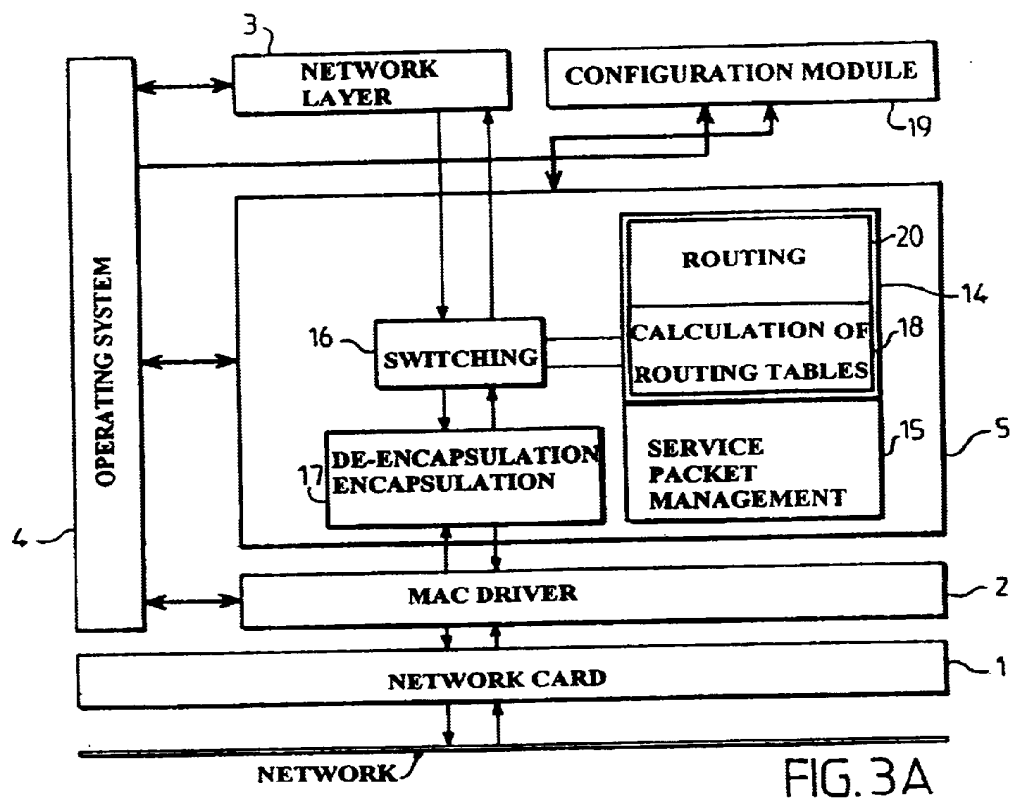 3
NETWORK
LAYER
CONFIGURATION MODULE
19
OPERATING SYSTEM
4
20
ROUTING
14
16
SWITCHING
CALCULATION OF
18
ROUTING TABLES
17
DE-ENCAPSULATION
ENCAPSULATION
SERVICE
PACKET
MANAGEMENT
15
5
MAC DRIVER
2
NETWORK CARD
1
NETWORK
FIG. 3A